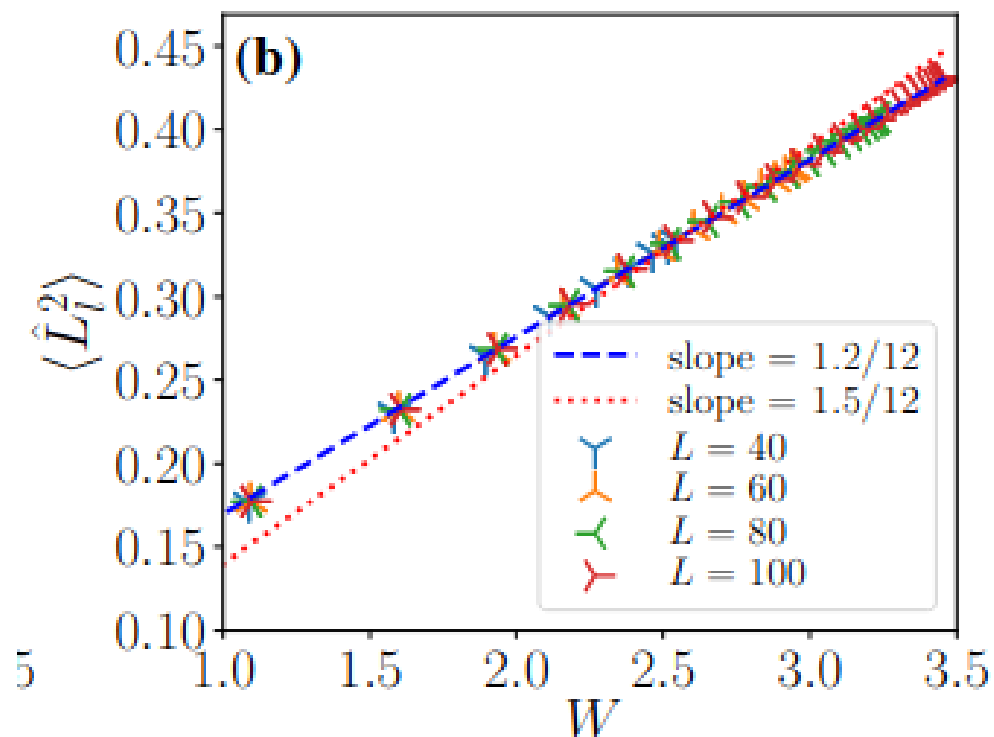 (b)
0.45
0.40
0.35
0.30
0.25
0.20
0.15
0.10
⟨L̂²ₗ⟩
slope = 1.2/12
slope = 1.5/12
L = 40
L = 60
L = 80
L = 100
5 1.0 1.5 2.0 2.5 3.0 3.5
W